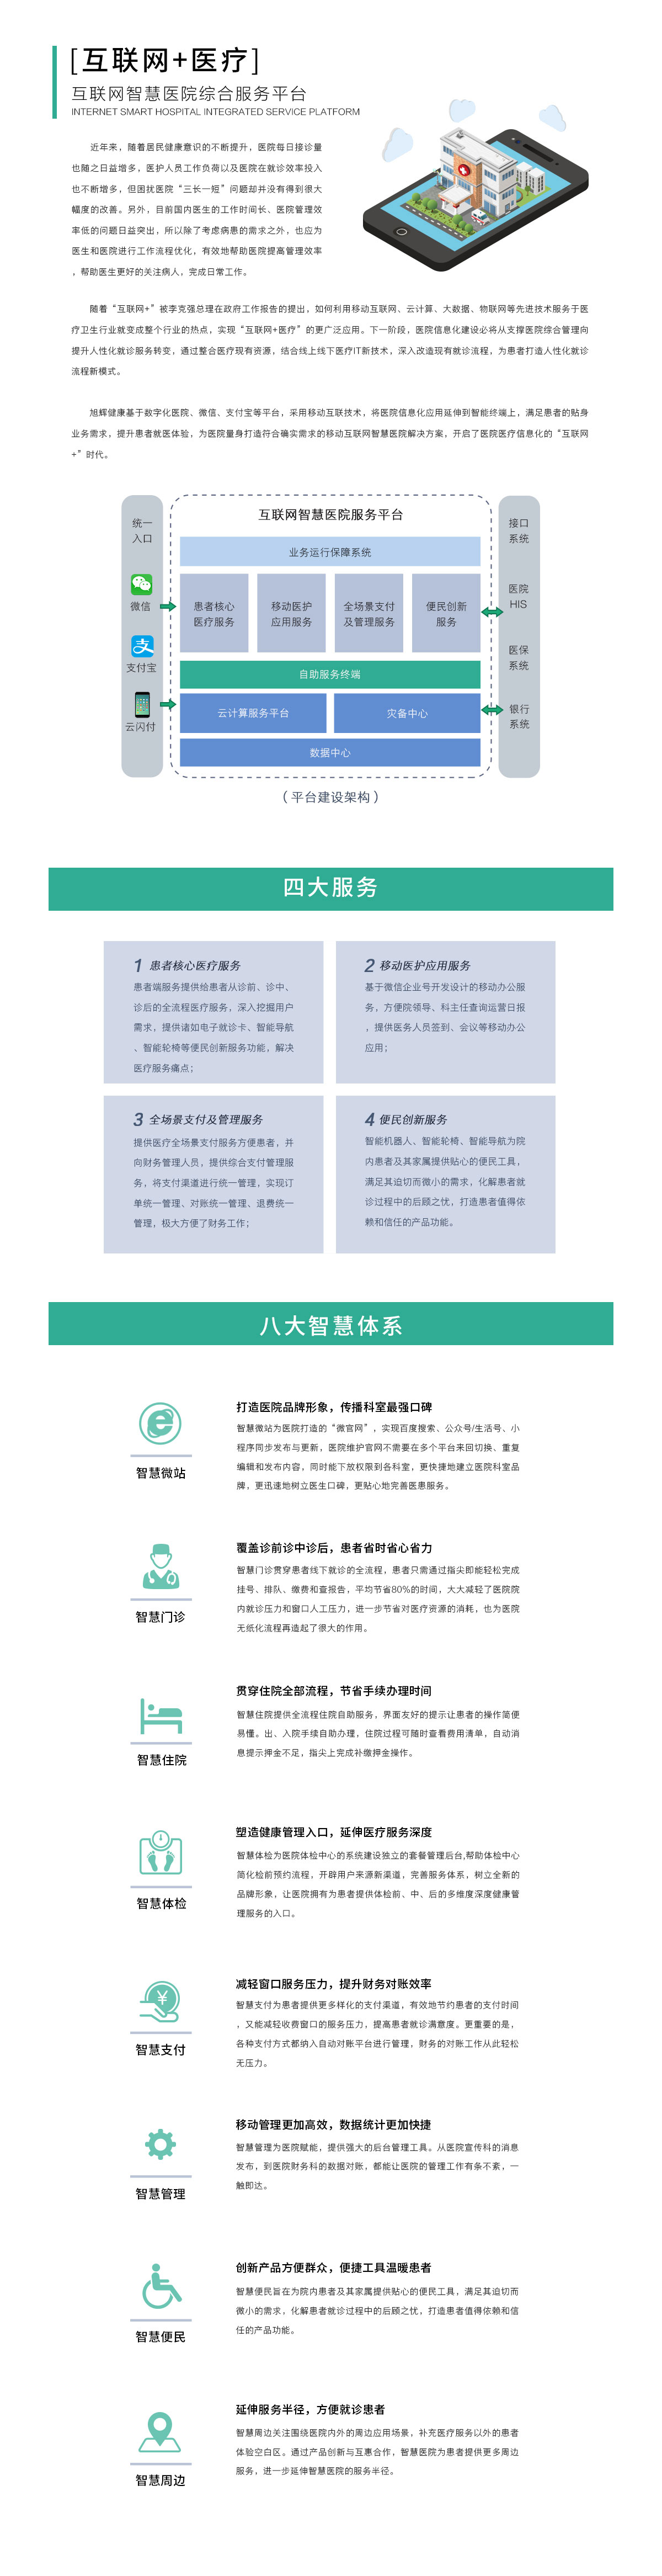 [互联网+医疗]
互联网智慧医院综合服务平台
INTERNET SMART HOSPITAL INTEGRATED SERVICE PLATFORM
近年来，随着居民健康意识的不断提升，医院每日接诊量
也随之日益增多，医护人员工作负荷以及医院在就诊效率投入
也不断增多，但困扰医院“三长一短”问题却并没有得到很大
幅度的改善。另外，目前国内医生的工作时间长、医院管理效
率低的问题日益突出，所以除了考虑病患的需求之外，也应为
医生和医院进行工作流程优化，有效地帮助医院提高管理效率
，帮助医生更好的关注病人，完成日常工作。
随着“互联网+”被李克强总理在政府工作报告的提出，如何利用移动互联网、云计算、大数据、物联网等先进技术服务于医
疗卫生行业就变成整个行业的热点，实现“互联网+医疗”的更广泛应用。下一阶段，医院信息化建设必将从支撑医院综合管理向
提升人性化就诊服务转变，通过整合医疗现有资源，结合线上线下医疗IT新技术，深入改造现有就诊流程，为患者打造人性化就诊
流程新模式。
旭辉健康基于数字化医院、微信、支付宝等平台，采用移动互联技术，将医院信息化应用延伸到智能终端上，满足患者的贴身
业务需求，提升患者就医体验，为医院量身打造符合确实需求的移动互联网智慧医院解决方案，开启了医院医疗信息化的“互联网
+”时代。
统一
入口
微信
支付宝
云闪付
互联网智慧医院服务平台
业务运行保障系统
患者核心
医疗服务
移动医护
应用服务
全场景支付
及管理服务
便民创新
服务
自助服务终端
云计算服务平台
灾备中心
数据中心
接口
系统
医院
HIS
医保
系统
银行
系统
（平台建设架构）
四大服务
1 患者核心医疗服务
患者端服务提供给患者从诊前、诊中、
诊后的全流程医疗服务，深入挖掘用户
需求，提供诸如电子就诊卡、智能导航
、智能轮椅等便民创新服务功能，解决
医疗服务痛点；
2 移动医护应用服务
基于微信企业号开发设计的移动办公服
务，方便院领导、科主任查询运营日报
，提供医务人员签到、会议等移动办公
应用；
3 全场景支付及管理服务
提供医疗全场景支付服务方便患者，并
向财务管理人员，提供综合支付管理服
务，将支付渠道进行统一管理，实现订
单统一管理、对账统一管理、退费统一
管理，极大方便了财务工作；
4 便民创新服务
智能机器人、智能轮椅、智能导航为院
内患者及其家属提供贴心的便民工具，
满足其迫切而微小的需求，化解患者就
诊过程中的后顾之忧，打造患者值得依
赖和信任的产品功能。
八大智慧体系
智慧微站
打造医院品牌形象，传播科室最强口碑
智慧微站为医院打造的“微官网”，实现百度搜索、公众号/生活号、小
程序同步发布与更新，医院维护官网不需要在多个平台来回切换、重复
编辑和发布内容，同时能下放权限到各科室，更快捷地建立医院科室品
牌，更迅速地树立医生口碑，更贴心地完善医患服务。
智慧门诊
覆盖诊前诊中诊后，患者省时省心省力
智慧门诊贯穿患者线下就诊的全流程，患者只需通过指尖即能轻松完成
挂号、排队、缴费和查报告，平均节省80%的时间，大大减轻了医院院
内就诊压力和窗口人工压力，进一步节省对医疗资源的消耗，也为医院
无纸化流程再造起了很大的作用。
智慧住院
贯穿住院全部流程，节省手续办理时间
智慧住院提供全流程住院自助服务，界面友好的提示让患者的操作简便
易懂。出、入院手续自助办理，住院过程可随时查看费用清单，自动消
息提示押金不足，指尖上完成补缴押金操作。
智慧体检
塑造健康管理入口，延伸医疗服务深度
智慧体检为医院体检中心的系统建设独立的套餐管理后台,帮助体检中心
简化检前预约流程，开辟用户来源新渠道，完善服务体系，树立全新的
品牌形象，让医院拥有为患者提供体检前、中、后的多维度深度健康管
理服务的入口。
智慧支付
减轻窗口服务压力，提升财务对账效率
智慧支付为患者提供更多样化的支付渠道，有效地节约患者的支付时间
，又能减轻收费窗口的服务压力，提高患者就诊满意度。更重要的是，
各种支付方式都纳入自动对账平台进行管理，财务的对账工作从此轻松
无压力。
智慧管理
移动管理更加高效，数据统计更加快捷
智慧管理为医院赋能，提供强大的后台管理工具。从医院宣传科的消息
发布，到医院财务科的数据对账，都能让医院的管理工作有条不紊，一
触即达。
智慧便民
创新产品方便群众，便捷工具温暖患者
智慧便民旨在为院内患者及其家属提供贴心的便民工具，满足其迫切而
微小的需求，化解患者就诊过程中的后顾之忧，打造患者值得依赖和信
任的产品功能。
智慧周边
延伸服务半径，方便就诊患者
智慧周边关注围绕医院内外的周边应用场景，补充医疗服务以外的患者
体验空白区。通过产品创新与互惠合作，智慧医院为患者提供更多周边
服务，进一步延伸智慧医院的服务半径。